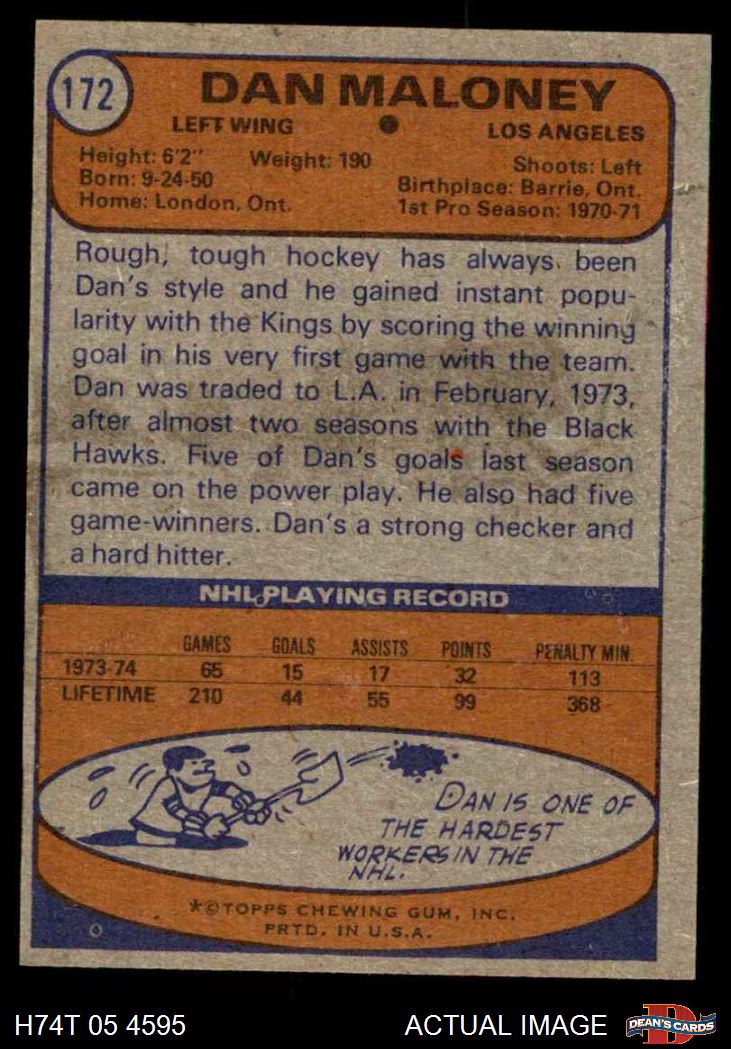 172
DAN MALONEY
LEFT WING
LOS ANGELES
Height: 6'2" Weight: 190
Shoots: Left
Born: 9-24-50
Birthplace: Barrie, Ont.
Home: London, Ont.
1st Pro Season: 1970-71
Rough, tough hockey has always been
Dan's style and he gained instant popu-
larity with the Kings by scoring the winning
goal in his very first game with the team.
Dan was traded to L.A. in February, 1973,
after almost two seasons with the Black
Hawks. Five of Dan's goals last season
came on the power play. He also had five
game-winners. Dan's a strong checker and
a hard hitter.
NHL PLAYING RECORD
GAMES GOALS ASSISTS POINTS PENALTY MIN.
1973-74 65 15 17 32 113
LIFETIME 210 44 55 99 368
DAN IS ONE OF
THE HARDEST
WORKERS IN THE
NHL.
*©TOPPS CHEWING GUM, INC.
PRTD. IN U.S.A.
H74T 05 4595
ACTUAL IMAGE
D
DEAN'S CARDS